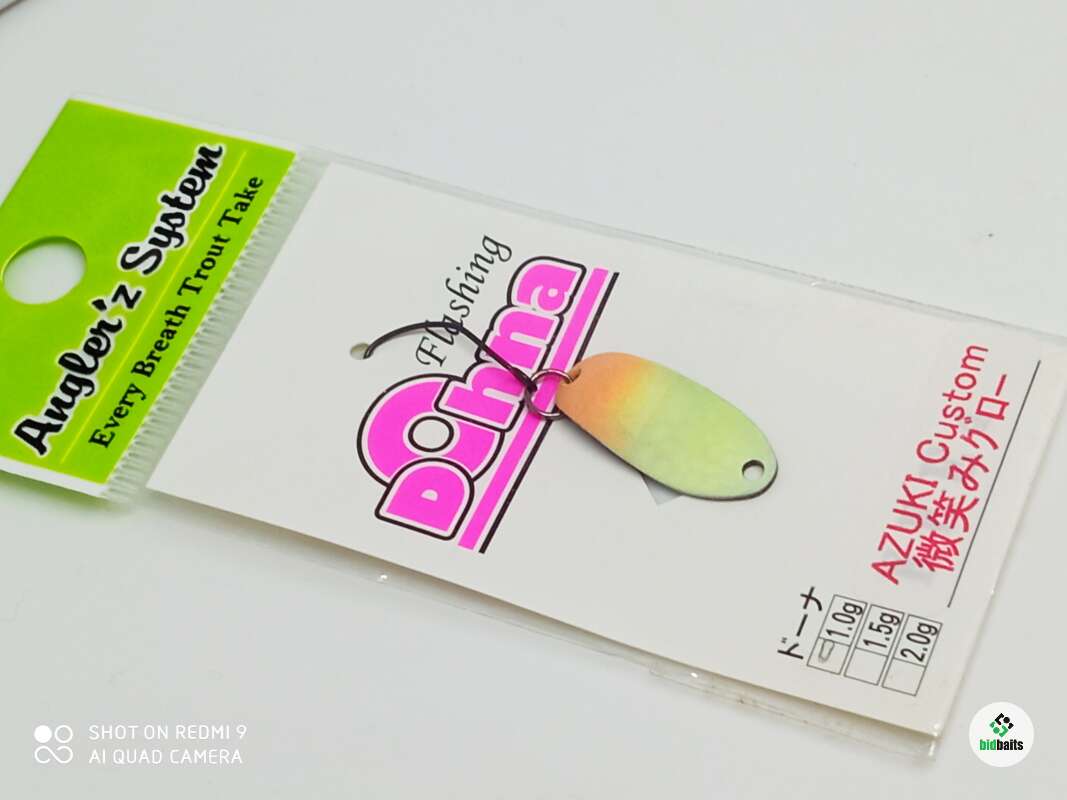 Angler'z System
Every Breath Trout Take
Flashing
DOhna
AZUKI Custom
微笑みグロー
ドーナ
1.0g
1.5g
2.0g
SHOT ON REDMI 9
AI QUAD CAMERA
bidbaits